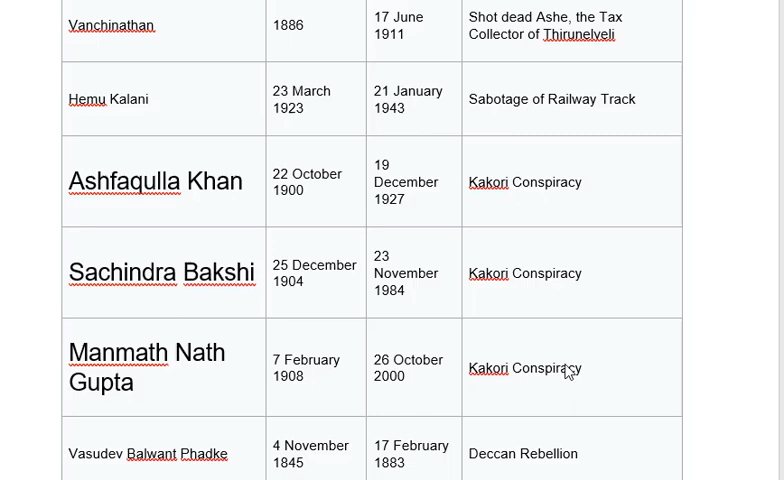 Vanchinathan
1886
17 June
1911
Shot dead Ashe, the Tax
Collector of Thirunelveli
Hemu Kalani
23 March
1923
21 January
1943
Sabotage of Railway Track
Ashfaqulla Khan
22 October
1900
19
December
1927
Kakori Conspiracy
Sachindra Bakshi
25 December
1904
23
November
1984
Kakori Conspiracy
Manmath Nath
Gupta
7 February
1908
26 October
2000
Kakori Conspiracy
Vasudev Balwant Phadke
4 November
1845
17 February
1883
Deccan Rebellion